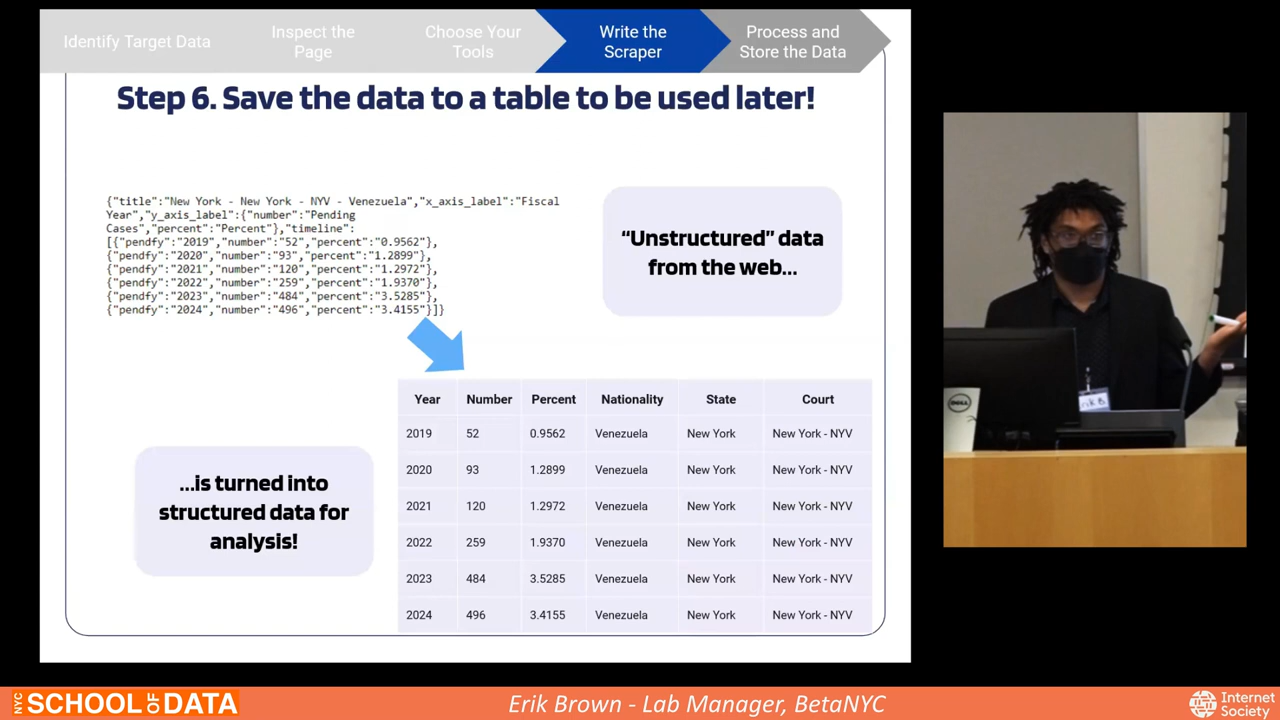 Identify Target Data
Inspect the
Page
Choose Your
Tools
Write the
Scraper
Process and
Store the Data
Step 6. Save the data to a table to be used later!
{"title":"New York - New York - NYV - Venezuela","x_axis_label":"Fiscal
Year","y_axis_label":{"number":"Pending
Cases","percent":"Percent"},"timeline":
[{"pendfy":"2019","number":"52","percent":"0.9562"},
{"pendfy":"2020","number":"93","percent":"1.2899"},
{"pendfy":"2021","number":"120","percent":"1.2972"},
{"pendfy":"2022","number":"259","percent":"1.9370"},
{"pendfy":"2023","number":"484","percent":"3.5285"},
{"pendfy":"2024","number":"496","percent":"3.4155"}]}
“Unstructured” data
from the web...
...is turned into
structured data for
analysis!
Year Number Percent Nationality State Court
2019 52 0.9562 Venezuela New York New York - NYV
2020 93 1.2899 Venezuela New York New York - NYV
2021 120 1.2972 Venezuela New York New York - NYV
2022 259 1.9370 Venezuela New York New York - NYV
2023 484 3.5285 Venezuela New York New York - NYV
2024 496 3.4155 Venezuela New York New York - NYV
DELL
rik B.
NYC SCHOOL OF DATA
Erik Brown - Lab Manager, BetaNYC
Internet
Society